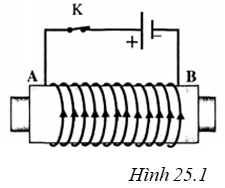 K
+ –
A B
Hình 25.1